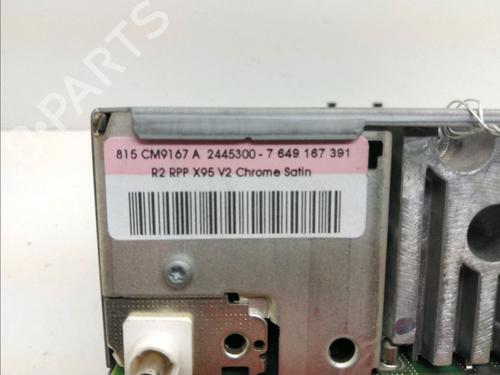 815 CM9167 A 2445300 - 7 649 167 391
R2 RPP X95 V2 Chrome Satin
B-PARTS